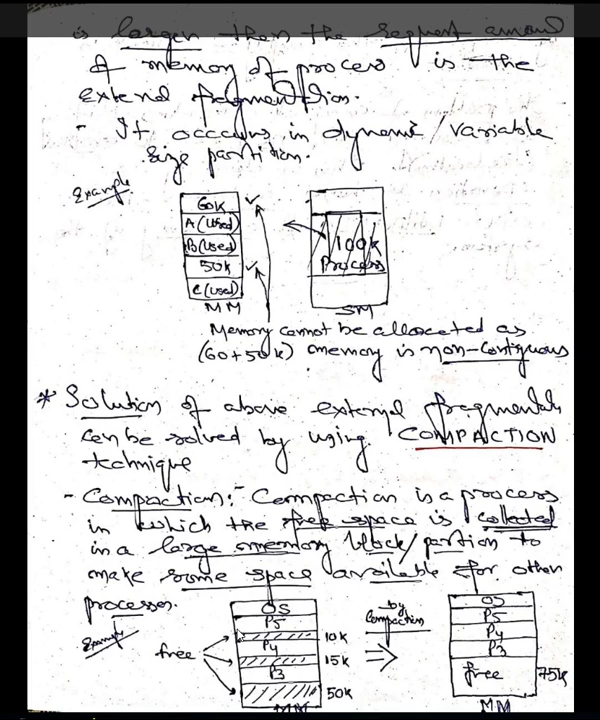 is larger then the request amount
of memory of process is the
external fragmentation.
- It occurs in dynamic/variable
size partition.
Example
60K
A (Used)
B (Used)
50K
C (Used)
MM
100K
Process
SM
Memory cannot be allocated as
(60+50K) memory is non-contiguous
* Solution of above external fragmentatn
can be solved by using COMPACTION
technique
- Compaction:- Compaction is a process
in which the free space is collected
in a large memory block/partion to
make some space available for other
processes.
Example
free
OS
P5
P4
P3
MM
10K
15K
50K
by
Compaction
OS
P5
P4
P3
free
75K
MM